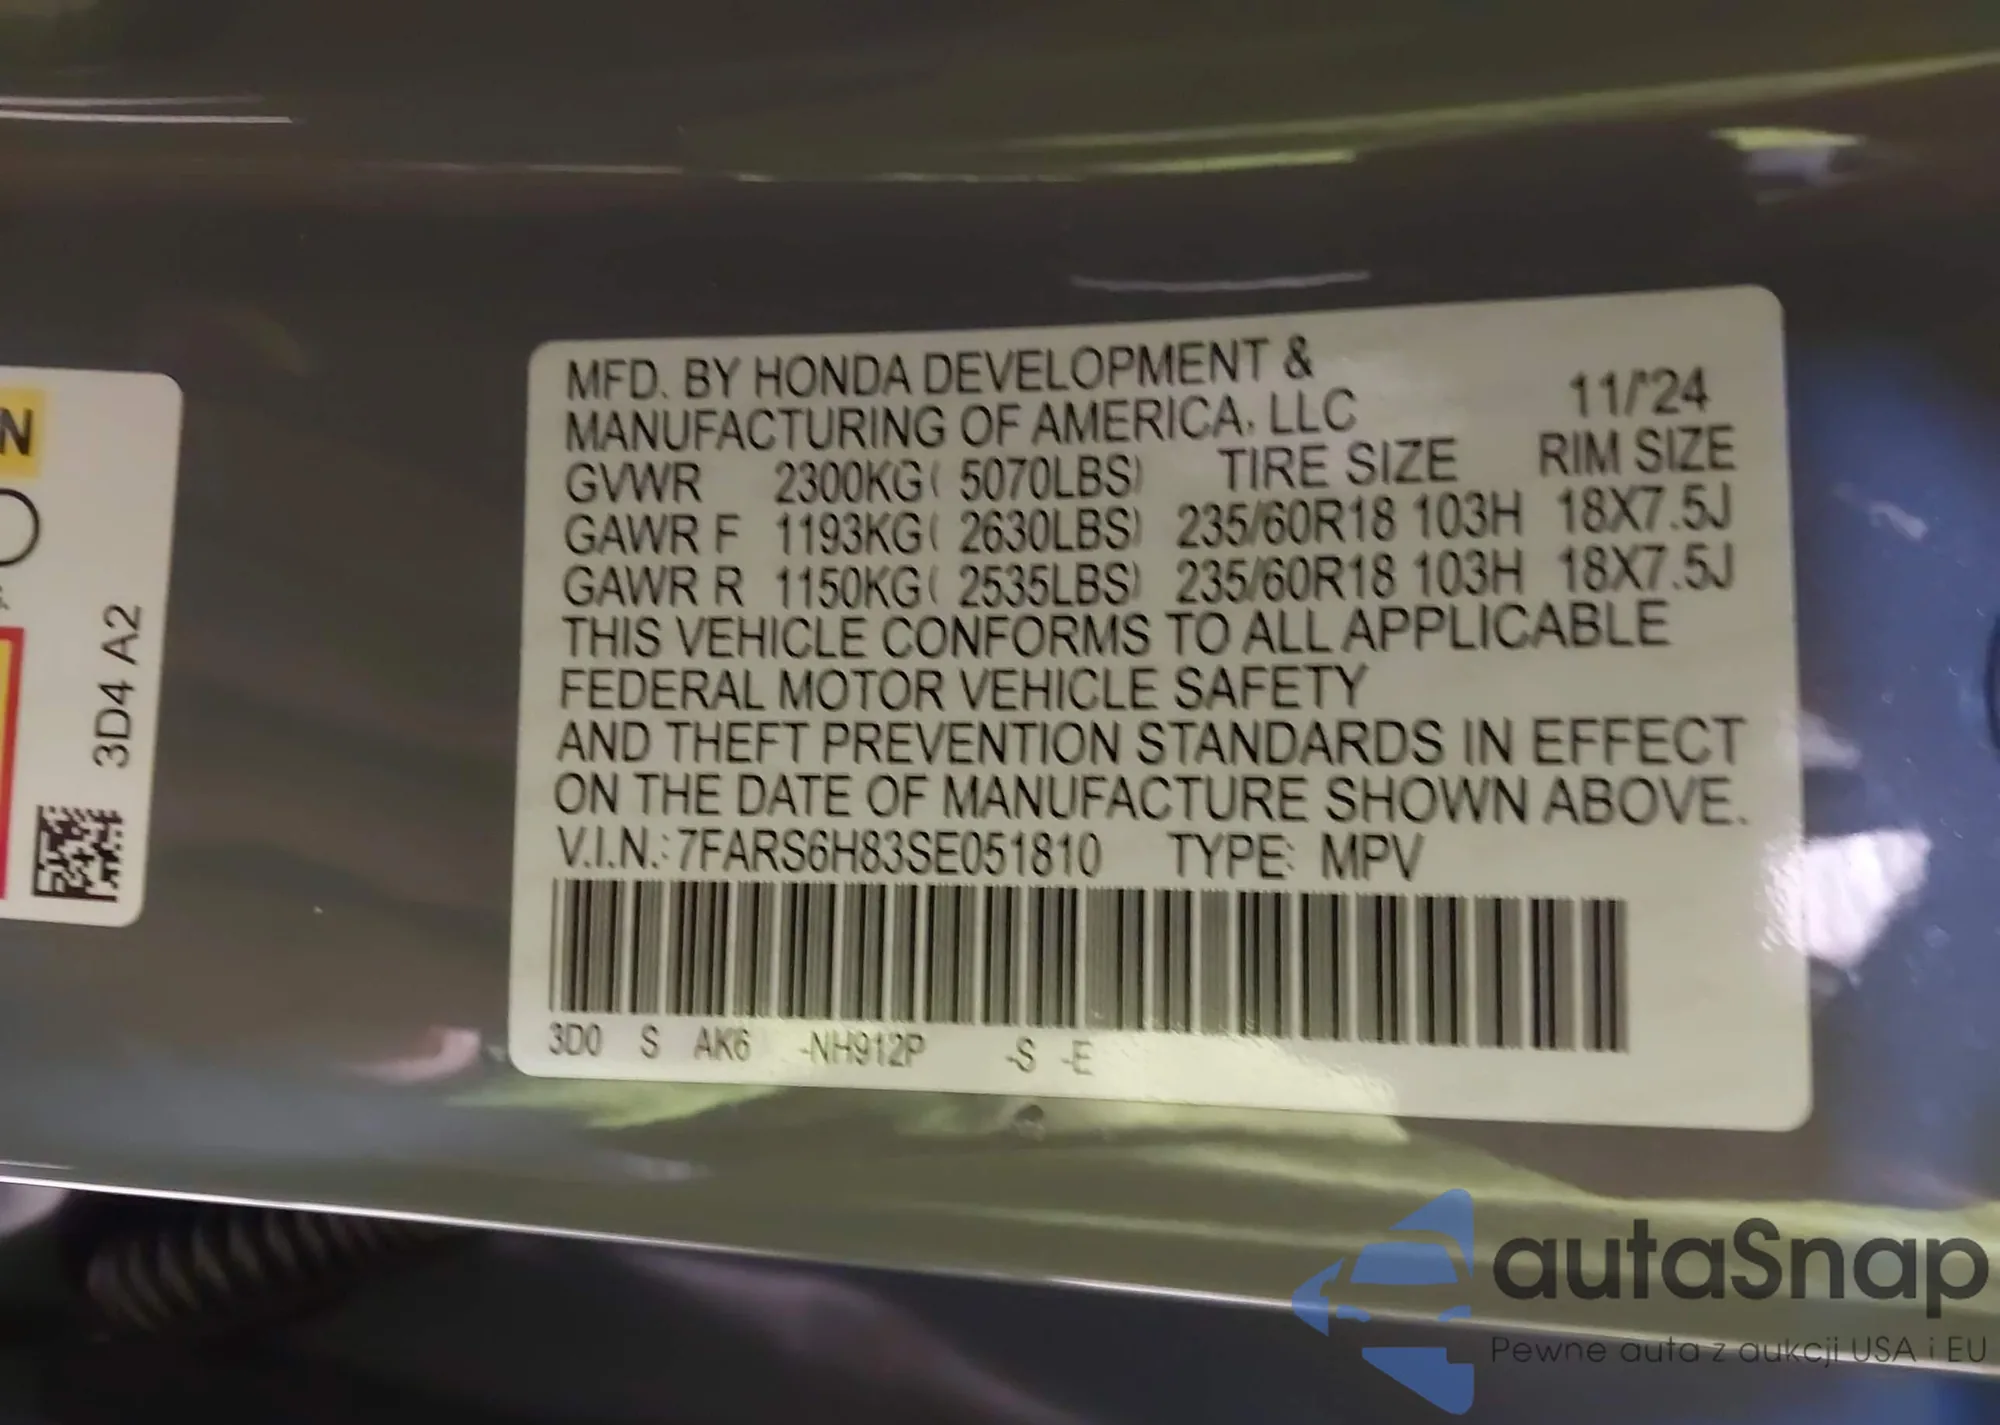 N
3D4 A2
MFD. BY HONDA DEVELOPMENT &
MANUFACTURING OF AMERICA, LLC 11/'24
GVWR 2300KG( 5070LBS) TIRE SIZE RIM SIZE
GAWR F 1193KG( 2630LBS) 235/60R18 103H 18X7.5J
GAWR R 1150KG( 2535LBS) 235/60R18 103H 18X7.5J
THIS VEHICLE CONFORMS TO ALL APPLICABLE
FEDERAL MOTOR VEHICLE SAFETY
AND THEFT PREVENTION STANDARDS IN EFFECT
ON THE DATE OF MANUFACTURE SHOWN ABOVE.
V.I.N.: 7FARS6H83SE051810 TYPE: MPV
3D0 S AK6 -NH912P -S -E
autaSnap
Pewne auta z aukcji USA i EU